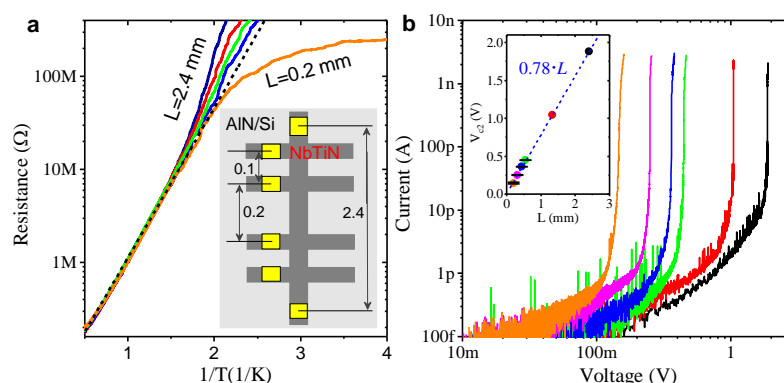 a
Resistance (Ω)
100M
10M
1M
1
2
3
4
1/T(1/K)
L=2.4 mm
L=0.2 mm
AlN/Si
NbTiN
0.1
0.2
2.4
b
Current (A)
10n
1n
100p
10p
1p
100f
10m
100m
1
Voltage (V)
V_c2 (V)
2.0
1.5
1.0
0.5
0.0
0
1
2
3
L (mm)
0.78·L